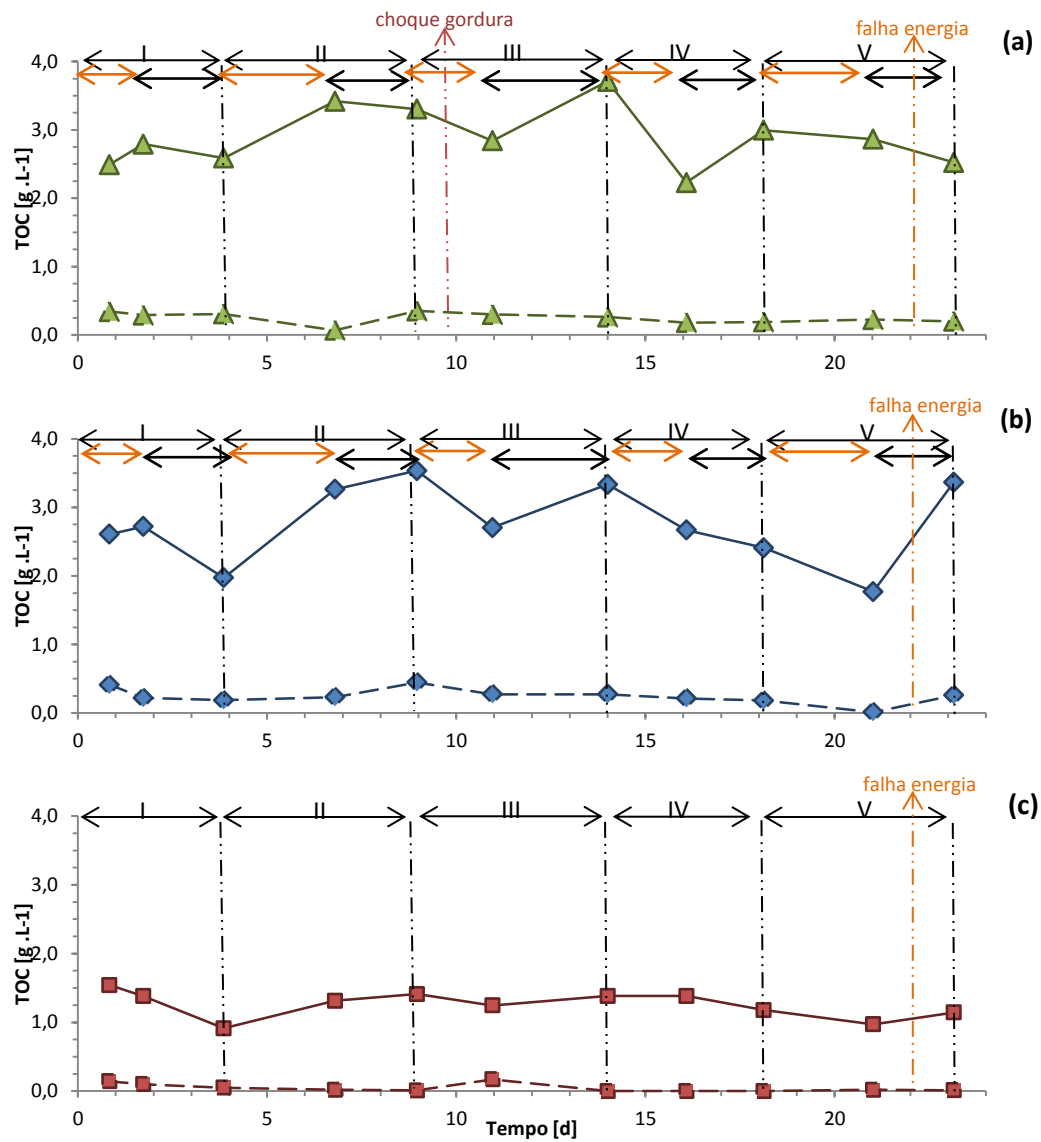 choque gordura
falha energia
(a)
I II III IV V
4,0
3,0
2,0
1,0
0,0
TOC [g .L-1]
0 5 10 15 20
falha energia
(b)
I II III IV V
4,0
3,0
2,0
1,0
0,0
TOC [g .L-1]
0 5 10 15 20
falha energia
(c)
I II III IV V
4,0
3,0
2,0
1,0
0,0
TOC [g .L-1]
0 5 10 15 20
Tempo [d]